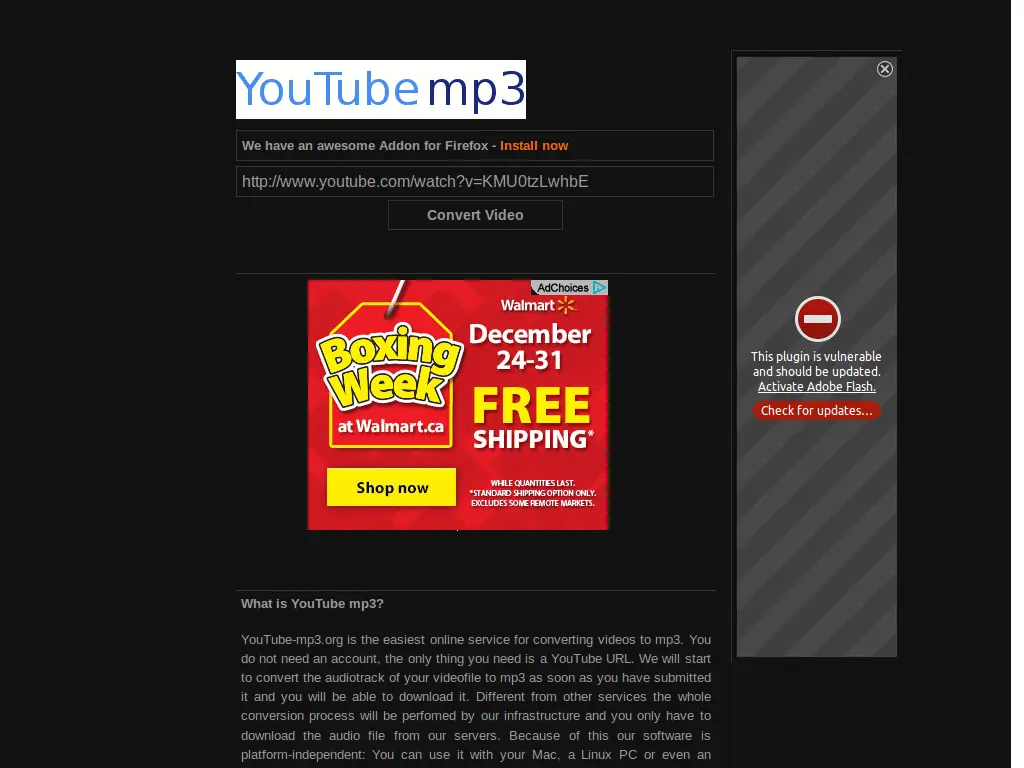 YouTube mp3
We have an awesome Addon for Firefox - Install now
http://www.youtube.com/watch?v=KMU0tzLwhbE
Convert Video
AdChoices
Walmart
Boxing
Week
at Walmart.ca
Shop now
December
24-31
FREE
SHIPPING*
WHILE QUANTITIES LAST.
*STANDARD SHIPPING OPTION ONLY.
EXCLUDES SOME REMOTE MARKETS.
This plugin is vulnerable
and should be updated.
Activate Adobe Flash.
Check for updates...
What is YouTube mp3?
YouTube-mp3.org is the easiest online service for converting videos to mp3. You
do not need an account, the only thing you need is a YouTube URL. We will start
to convert the audiotrack of your videofile to mp3 as soon as you have submitted
it and you will be able to download it. Different from other services the whole
conversion process will be perfomed by our infrastructure and you only have to
download the audio file from our servers. Because of this our software is
platform-independent: You can use it with your Mac, a Linux PC or even an